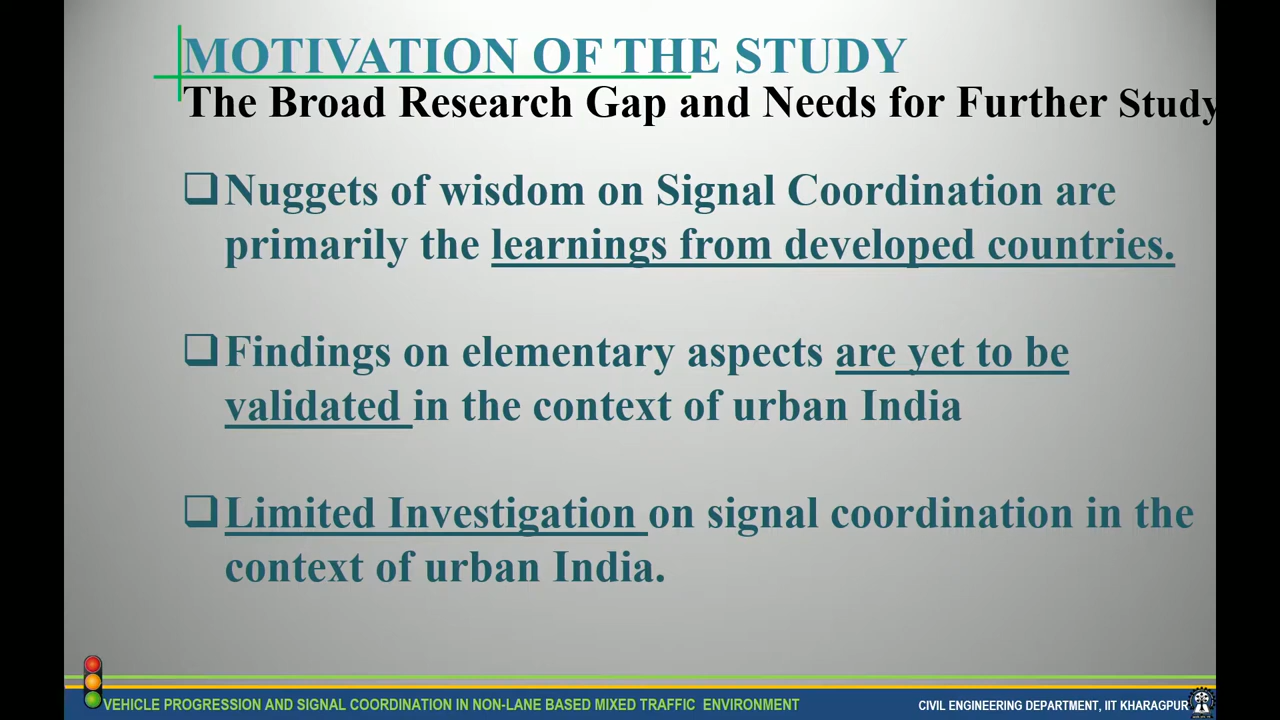 MOTIVATION OF THE STUDY
The Broad Research Gap and Needs for Further Study
Nuggets of wisdom on Signal Coordination are
primarily the learnings from developed countries.
Findings on elementary aspects are yet to be
validated in the context of urban India
Limited Investigation on signal coordination in the
context of urban India.
VEHICLE PROGRESSION AND SIGNAL COORDINATION IN NON-LANE BASED MIXED TRAFFIC ENVIRONMENT
CIVIL ENGINEERING DEPARTMENT, IIT KHARAGPUR